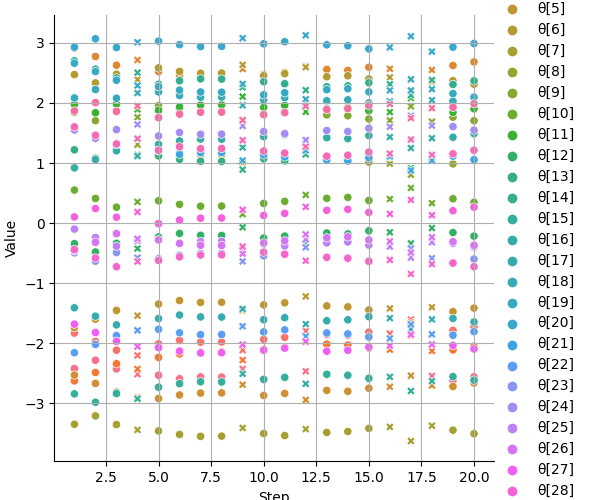 3
2
1
0
−1
−2
−3
Value
2.5
5.0
7.5
10.0
12.5
15.0
17.5
20.0
Step
θ[5]
θ[6]
θ[7]
θ[8]
θ[9]
θ[10]
θ[11]
θ[12]
θ[13]
θ[14]
θ[15]
θ[16]
θ[17]
θ[18]
θ[19]
θ[20]
θ[21]
θ[22]
θ[23]
θ[24]
θ[25]
θ[26]
θ[27]
θ[28]